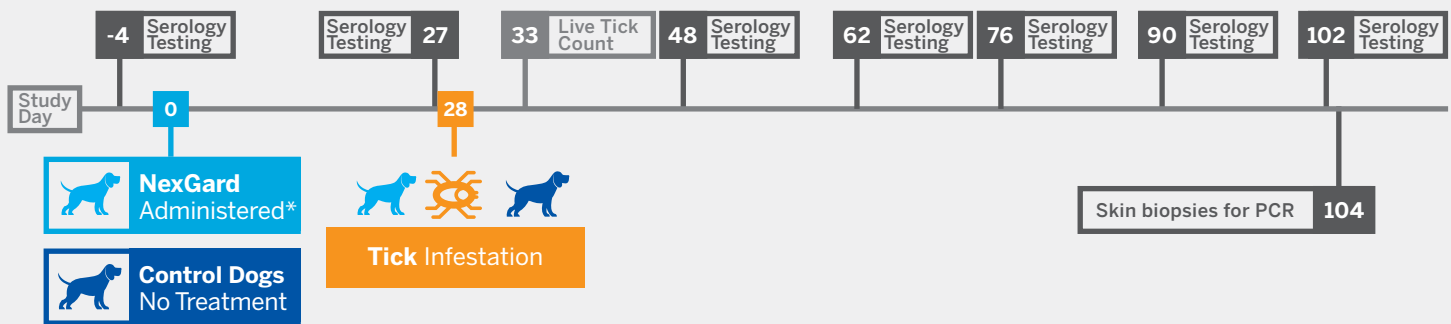 -4 Serology
Testing
Serology
Testing 27
33 Live Tick
Count
48 Serology
Testing
62 Serology
Testing
76 Serology
Testing
90 Serology
Testing
102 Serology
Testing
Study
Day
0
28
NexGard
Administered*
Control Dogs
No Treatment
Tick Infestation
Skin biopsies for PCR 104